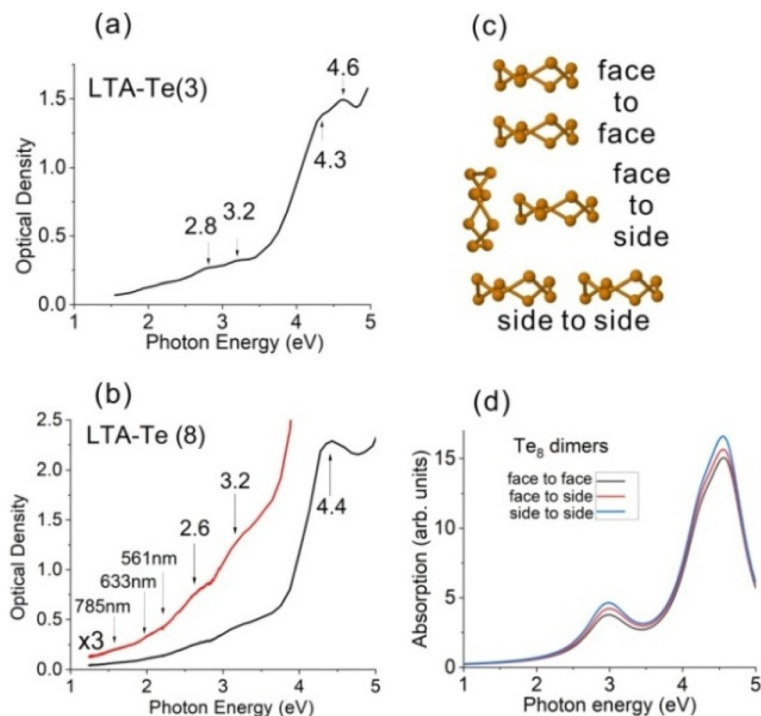 (a)
LTA-Te(3)
4.6
4.3
3.2
2.8
1.5
1.0
0.5
0.0
Optical Density
1 2 3 4 5
Photon Energy (eV)
(b)
LTA-Te (8)
3.2
2.6
4.4
561nm
633nm
785nm
x3
2.5
2.0
1.5
1.0
0.5
0.0
Optical Density
1 2 3 4 5
Photon Energy (eV)
(c)
face
to
face
face
to
side
side to side
(d)
Te8 dimers
face to face
face to side
side to side
15
10
5
0
Absorption (arb. units)
1 2 3 4 5
Photon energy (eV)